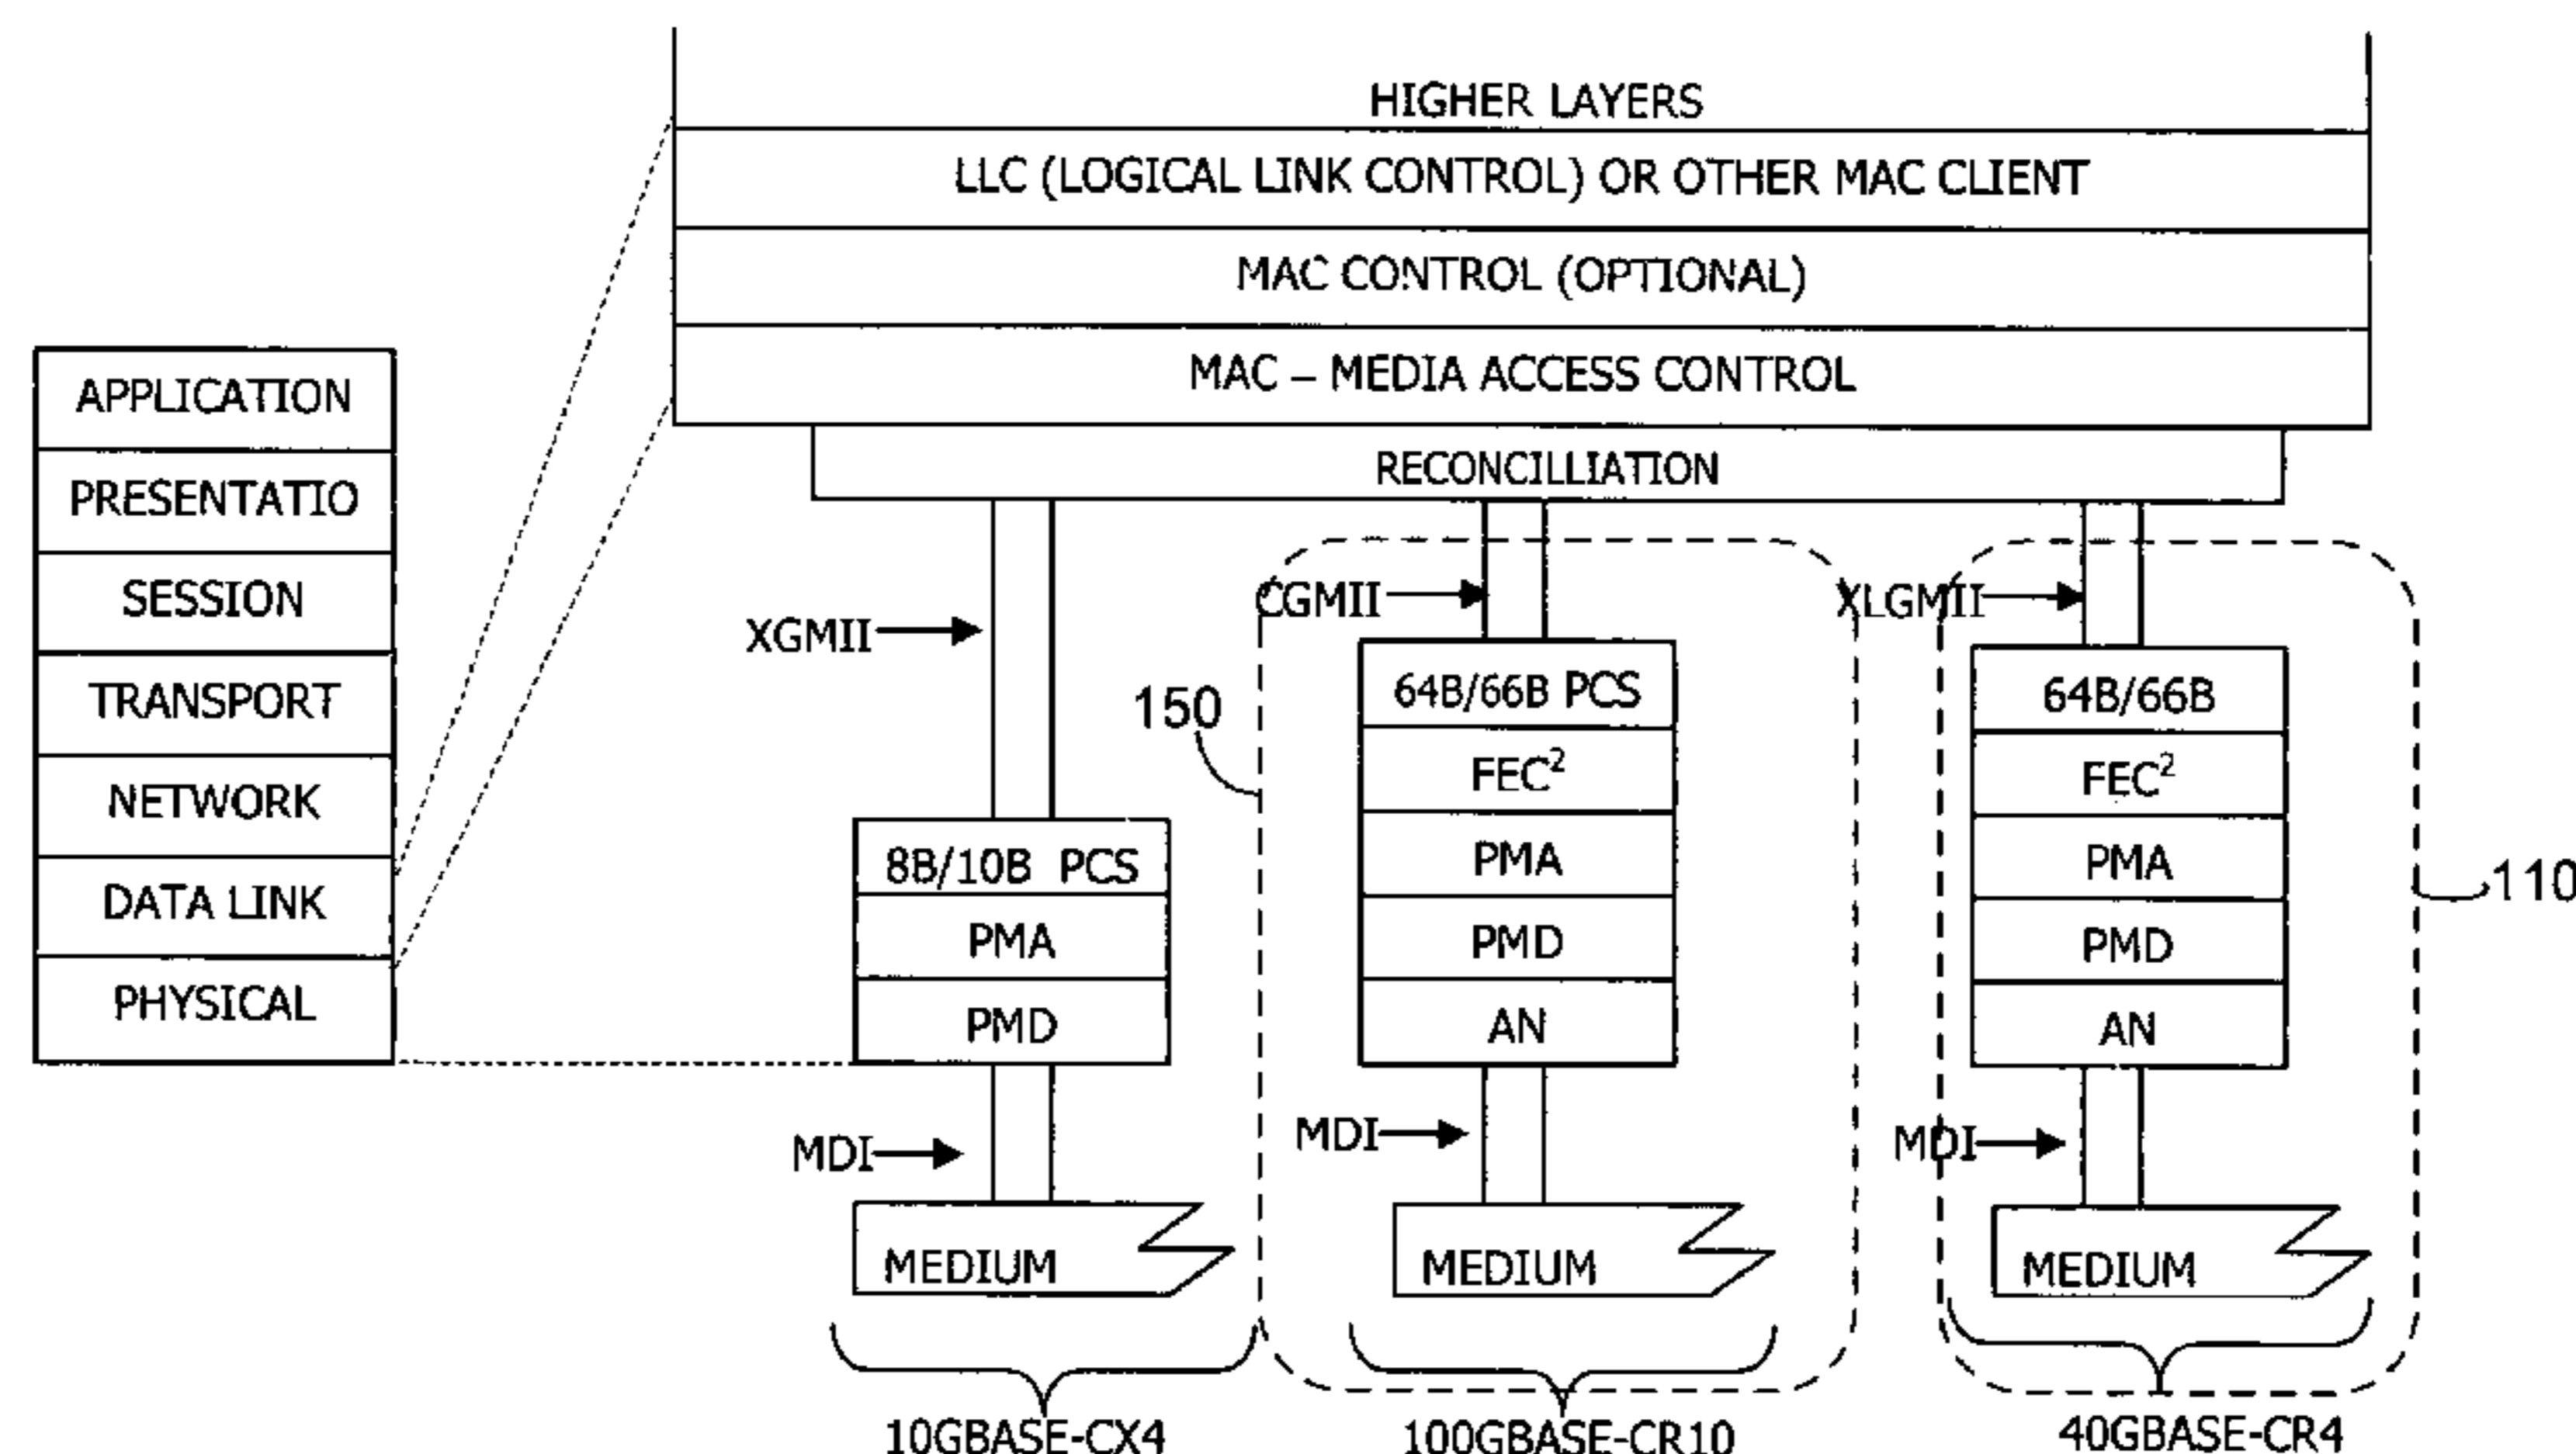 HIGHER LAYERS
LLC (LOGICAL LINK CONTROL) OR OTHER MAC CLIENT
MAC CONTROL (OPTIONAL)
MAC – MEDIA ACCESS CONTROL
RECONCILLIATION
APPLICATION
PRESENTATIO
SESSION
TRANSPORT
NETWORK
DATA LINK
PHYSICAL
XGMII
8B/10B PCS
PMA
PMD
MDI
MEDIUM
10GBASE-CX4
150
CGMII
64B/66B PCS
FEC²
PMA
PMD
AN
MDI
MEDIUM
100GBASE-CR10
XLGMII
64B/66B
FEC²
PMA
PMD
AN
MDI
MEDIUM
40GBASE-CR4
110